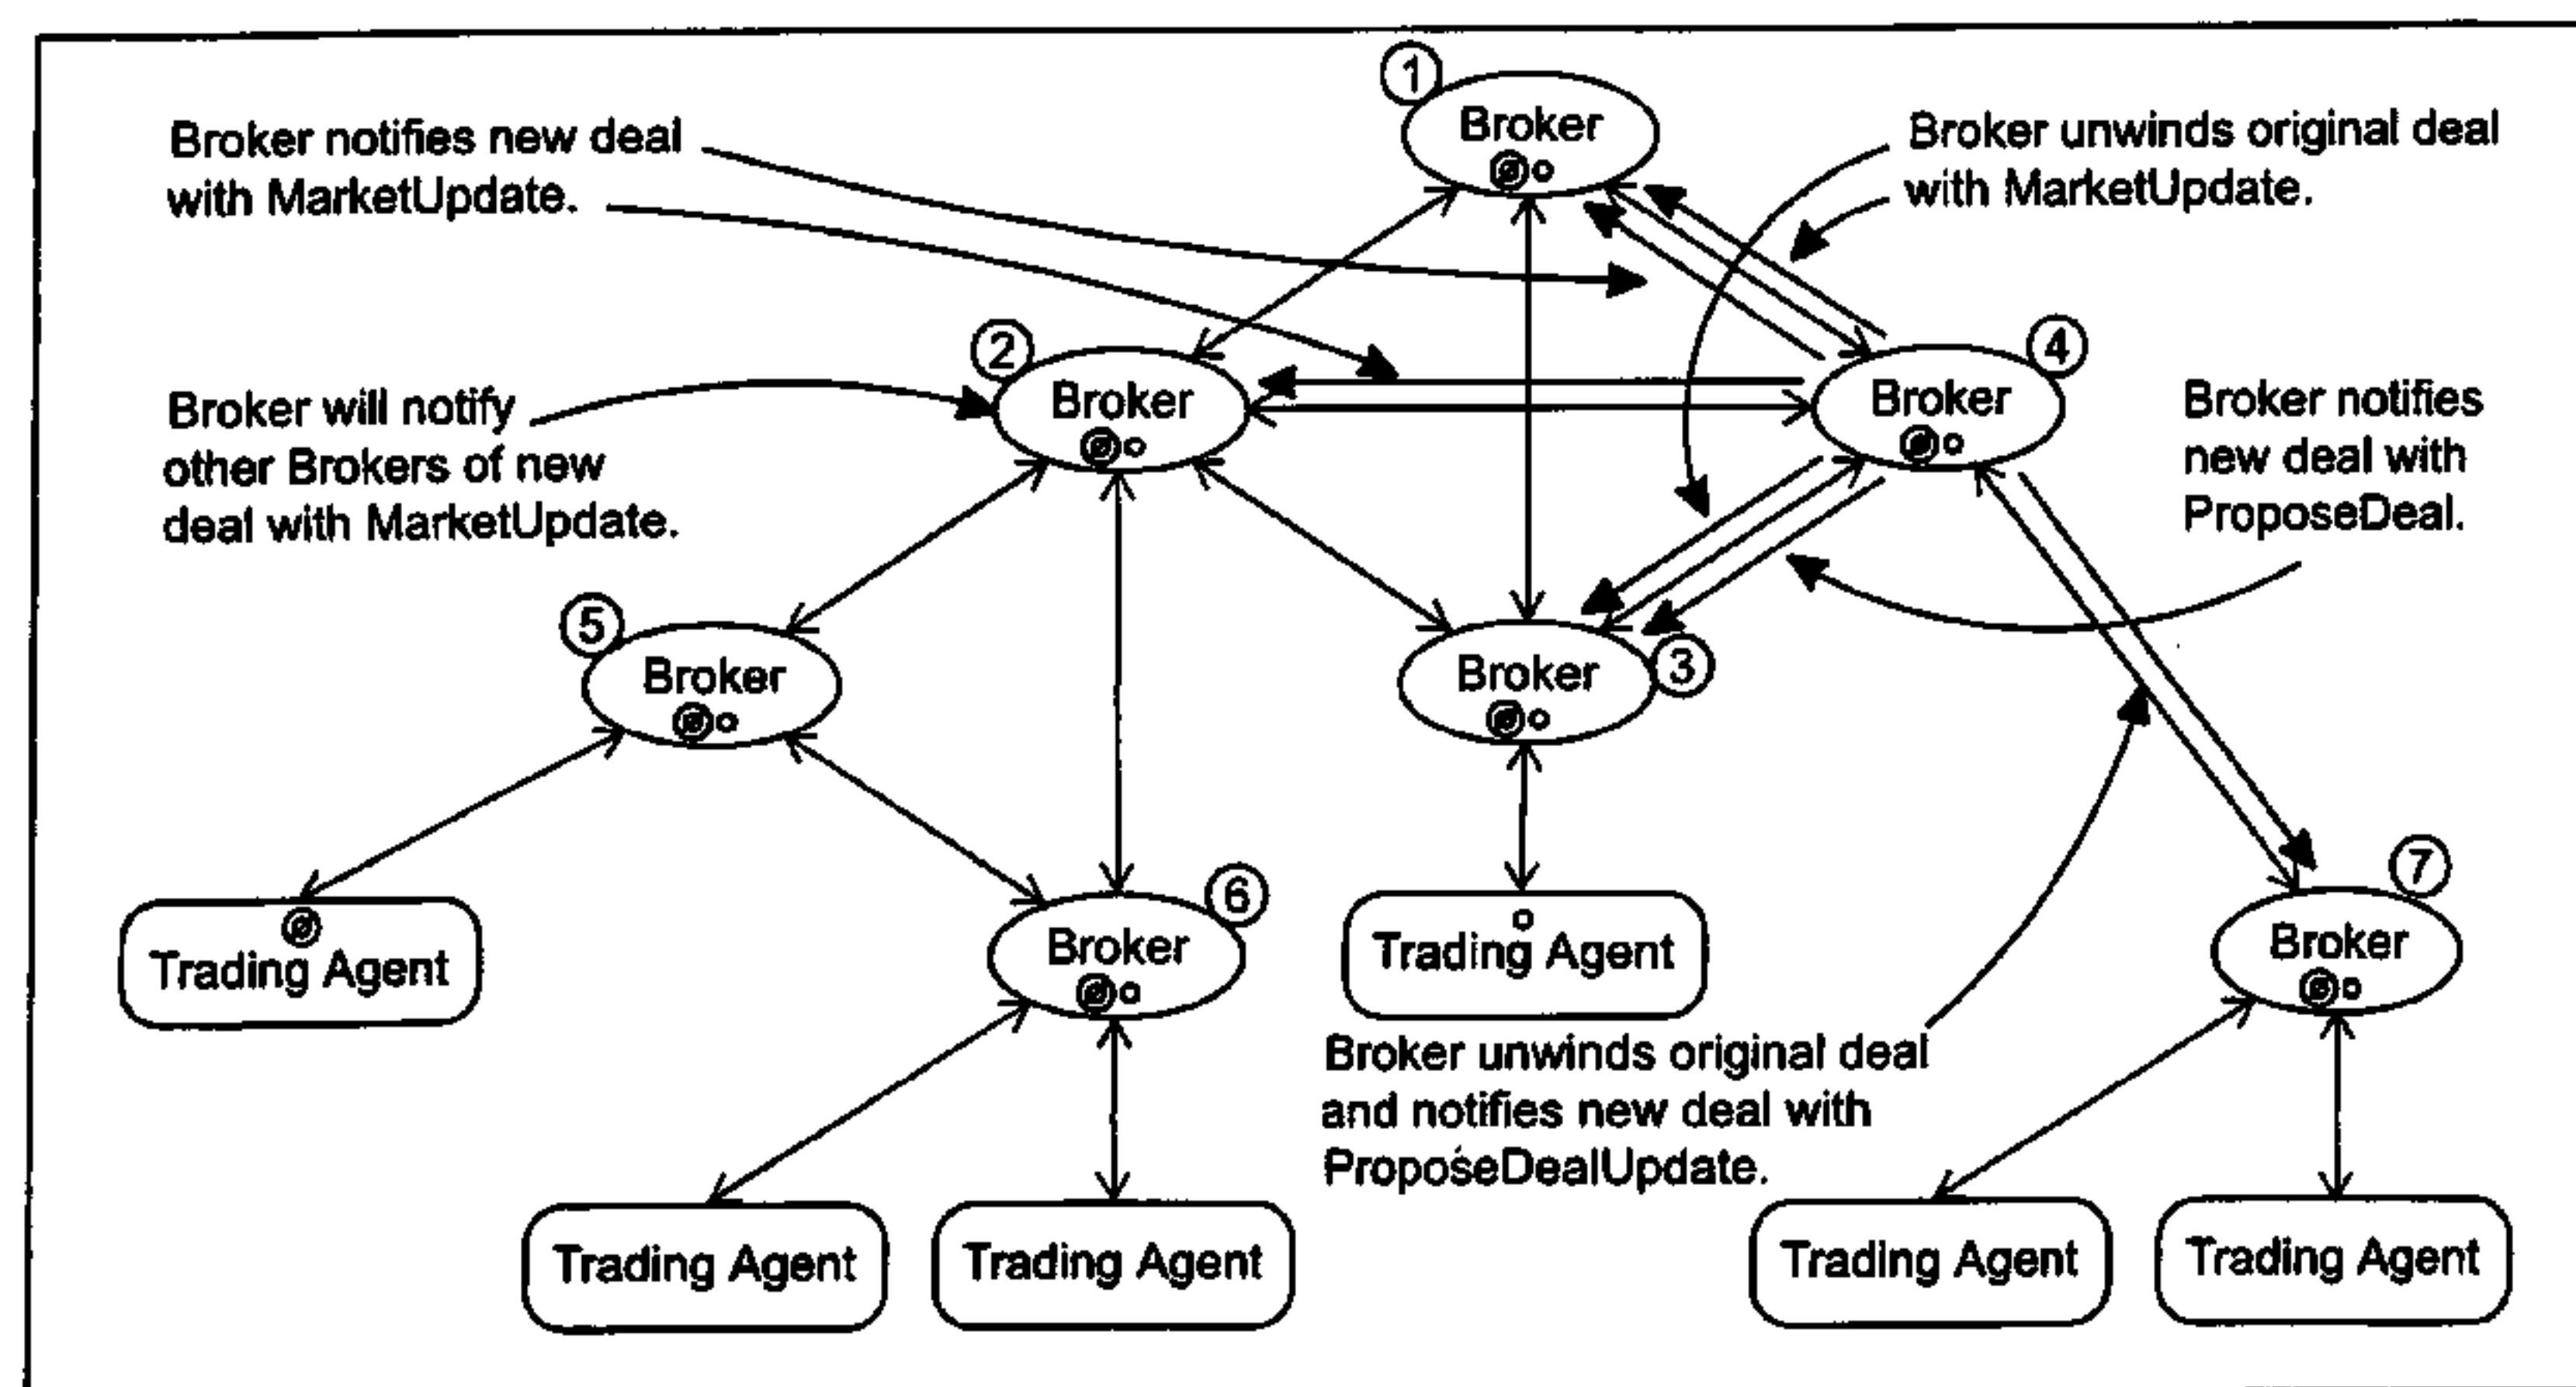 1
Broker
Broker notifies new deal
with MarketUpdate.
Broker unwinds original deal
with MarketUpdate.
2
Broker
4
Broker
Broker will notify
other Brokers of new
deal with MarketUpdate.
Broker notifies
new deal with
ProposeDeal.
5
Broker
Broker
3
6
Broker
7
Broker
Trading Agent
Trading Agent
Broker unwinds original deal
and notifies new deal with
ProposeDealUpdate.
Trading Agent
Trading Agent
Trading Agent
Trading Agent